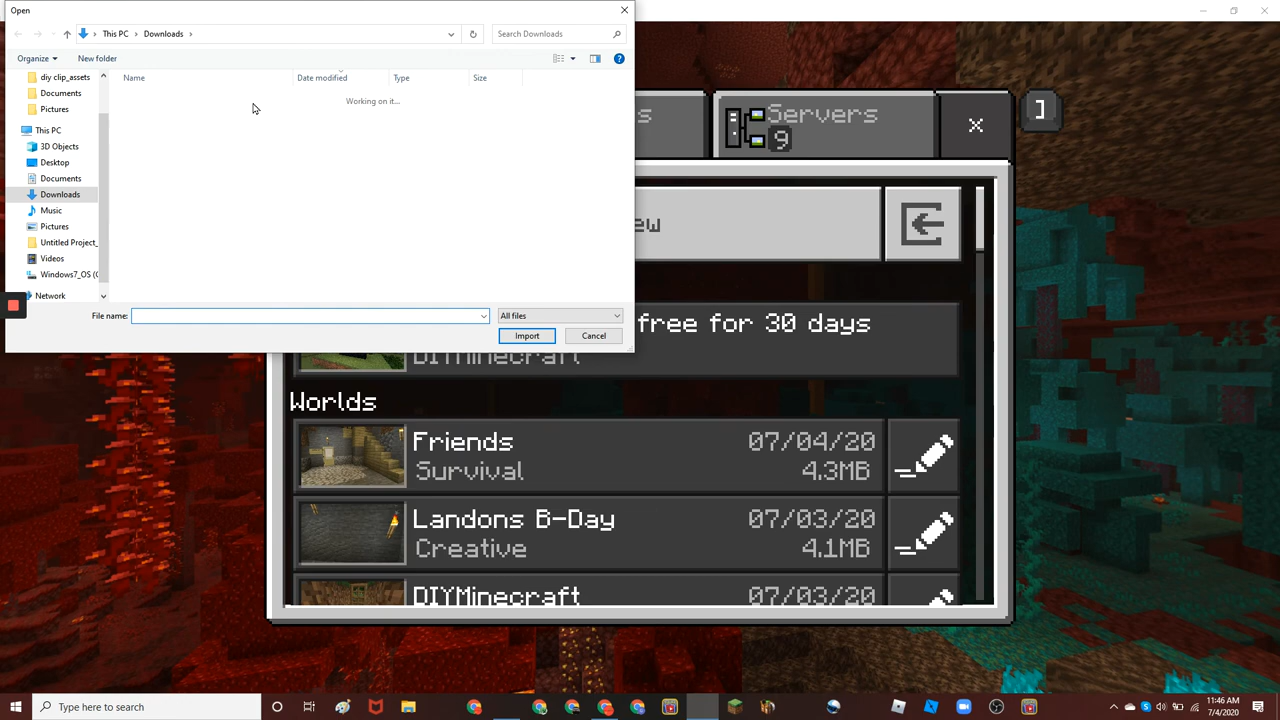 Open
This PC > Downloads >
Search Downloads
Organize
New folder
Name
Date modified
Type
Size
Working on it...
diy clip_assets
Documents
Pictures
This PC
3D Objects
Desktop
Documents
Downloads
Music
Pictures
Untitled Project_
Videos
Windows7_OS (C
Network
File name:
All files
Import
Cancel
s
Servers
9
]
ew
free for 30 days
DIYMinecraft
Worlds
Friends
07/04/20
Survival
4.3MB
Landons B-Day
07/03/20
Creative
4.1MB
DIYMinecraft
07/03/20
Type here to search
11:46 AM
7/4/2020